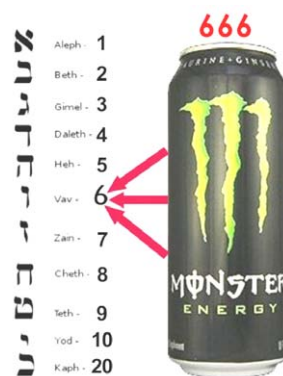 666
א Aleph - 1
ב Beth - 2
ג Gimel - 3
ד Daleth - 4
ה Heh - 5
ו Vav - 6
ז Zain - 7
ח Cheth - 8
ט Teth - 9
י Yod - 10
כ Kaph - 20
MONSTER
ENERGY